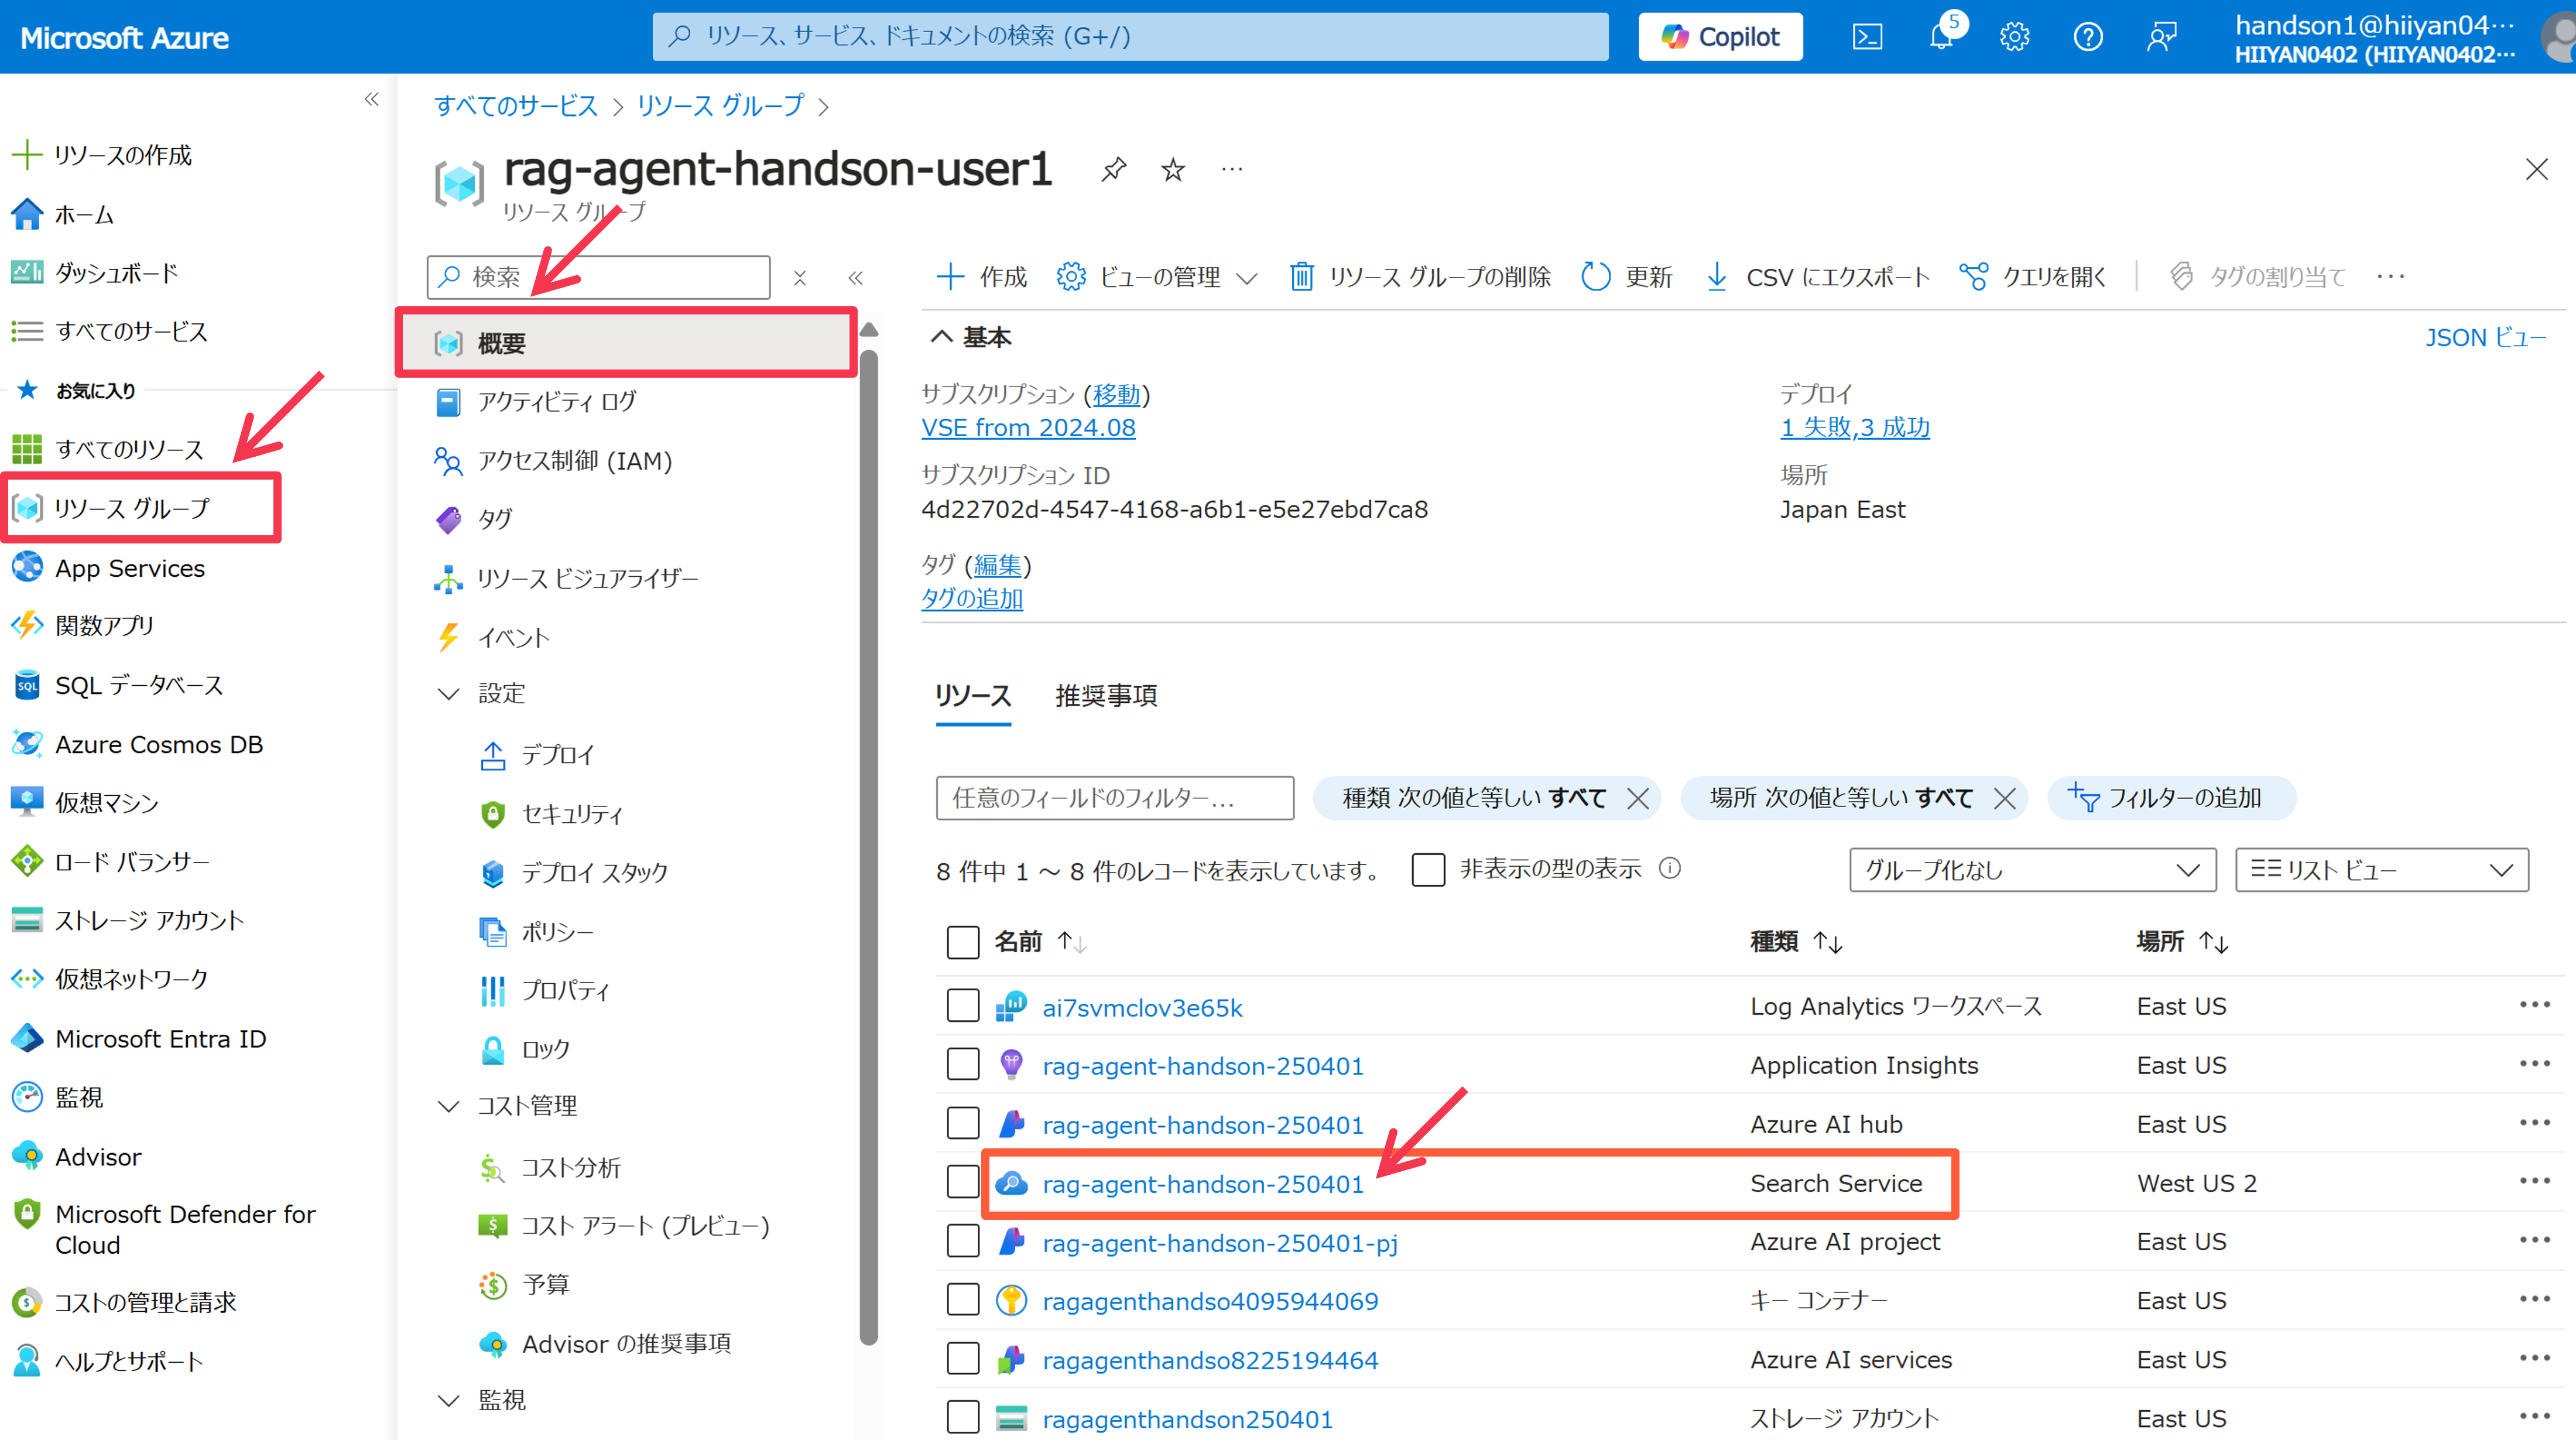 Microsoft Azure
リソース、サービス、ドキュメントの検索 (G+/)
Copilot
5
handson1@hiiyan04…
HIIYAN0402 (HIIYAN0402…
リソースの作成
ホーム
ダッシュボード
すべてのサービス
お気に入り
すべてのリソース
リソース グループ
App Services
関数アプリ
SQL データベース
Azure Cosmos DB
仮想マシン
ロード バランサー
ストレージ アカウント
仮想ネットワーク
Microsoft Entra ID
監視
Advisor
Microsoft Defender for
Cloud
コストの管理と請求
ヘルプとサポート
すべてのサービス > リソース グループ >
rag-agent-handson-user1
リソース グループ
検索
概要
アクティビティ ログ
アクセス制御 (IAM)
タグ
リソース ビジュアライザー
イベント
設定
デプロイ
セキュリティ
デプロイ スタック
ポリシー
プロパティ
ロック
コスト管理
コスト分析
コスト アラート (プレビュー)
予算
Advisor の推奨事項
監視
作成 ビューの管理 リソース グループの削除 更新 CSV にエクスポート クエリを開く タグの割り当て …
基本
JSON ビュー
サブスクリプション (移動)
VSE from 2024.08
サブスクリプション ID
4d22702d-4547-4168-a6b1-e5e27ebd7ca8
タグ (編集)
タグの追加
デプロイ
1 失敗,3 成功
場所
Japan East
リソース 推奨事項
任意のフィールドのフィルター... 種類 次の値と等しい すべて 場所 次の値と等しい すべて フィルターの追加
8 件中 1 ～ 8 件のレコードを表示しています。 非表示の型の表示 グループ化なし リスト ビュー
名前 ↑↓ 種類 ↑↓ 場所 ↑↓
ai7svmclov3e65k Log Analytics ワークスペース East US
rag-agent-handson-250401 Application Insights East US
rag-agent-handson-250401 Azure AI hub East US
rag-agent-handson-250401 Search Service West US 2
rag-agent-handson-250401-pj Azure AI project East US
ragagenthandso4095944069 キー コンテナー East US
ragagenthandso8225194464 Azure AI services East US
ragagenthandson250401 ストレージ アカウント East US